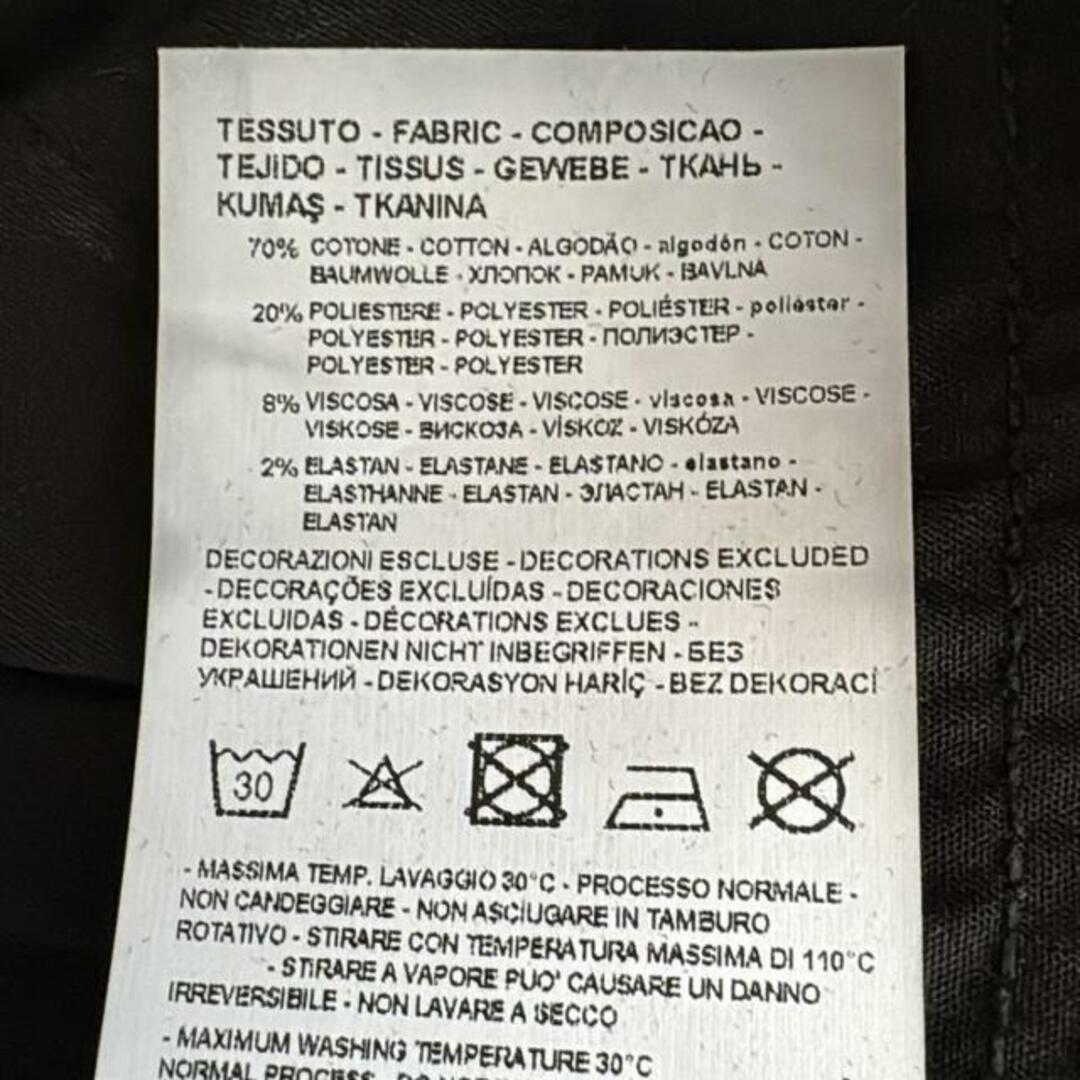 TESSUTO - FABRIC - COMPOSICAO -
TEJIDO - TISSUS - GEWEBE - ТКАНЬ -
KUMAŞ - TKANINA
70% COTONE - COTTON - ALGODÃO - algodón - COTON -
BAUMWOLLE - ХЛОПОК - PAMUK - BAVLNA
20% POLIESTERE - POLYESTER - POLIÉSTER - poliéster -
POLYESTER - POLYESTER - ПОЛИЭСТЕР -
POLYESTER - POLYESTER
8% VISCOSA - VISCOSE - VISCOSE - viscosa - VISCOSE -
VISKOSE - ВИСКОЗА - VİSKOZ - VISKÓZA
2% ELASTAN - ELASTANE - ELASTANO - elastano -
ELASTHANNE - ELASTAN - ЭЛАСТАН - ELASTAN -
ELASTAN
DECORAZIONI ESCLUSE - DECORATIONS EXCLUDED
- DECORAÇÕES EXCLUÍDAS - DECORACIONES
EXCLUIDAS - DÉCORATIONS EXCLUES -
DEKORATIONEN NICHT INBEGRIFFEN - БЕЗ
УКРАШЕНИЙ - DEKORASYON HARİÇ - BEZ DEKORACÍ
30
- MASSIMA TEMP. LAVAGGIO 30°C - PROCESSO NORMALE -
NON CANDEGGIARE - NON ASCIUGARE IN TAMBURO
ROTATIVO - STIRARE CON TEMPERATURA MASSIMA DI 110°C
- STIRARE A VAPORE PUO' CAUSARE UN DANNO
IRREVERSIBILE - NON LAVARE A SECCO
- MAXIMUM WASHING TEMPERATURE 30°C
NORMAL PROCESS